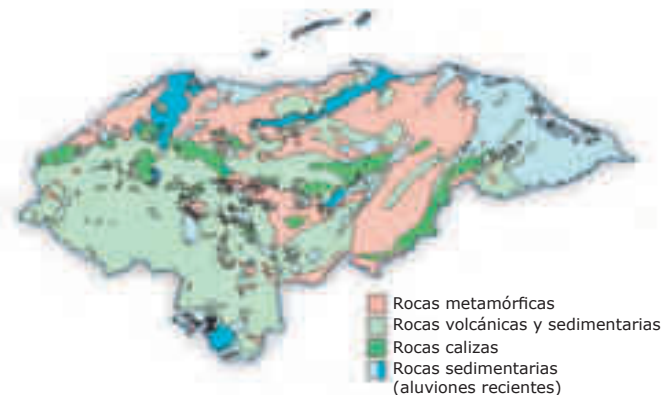 Rocas metamórficas
Rocas volcánicas y sedimentarias
Rocas calizas
Rocas sedimentarias
(aluviones recientes)